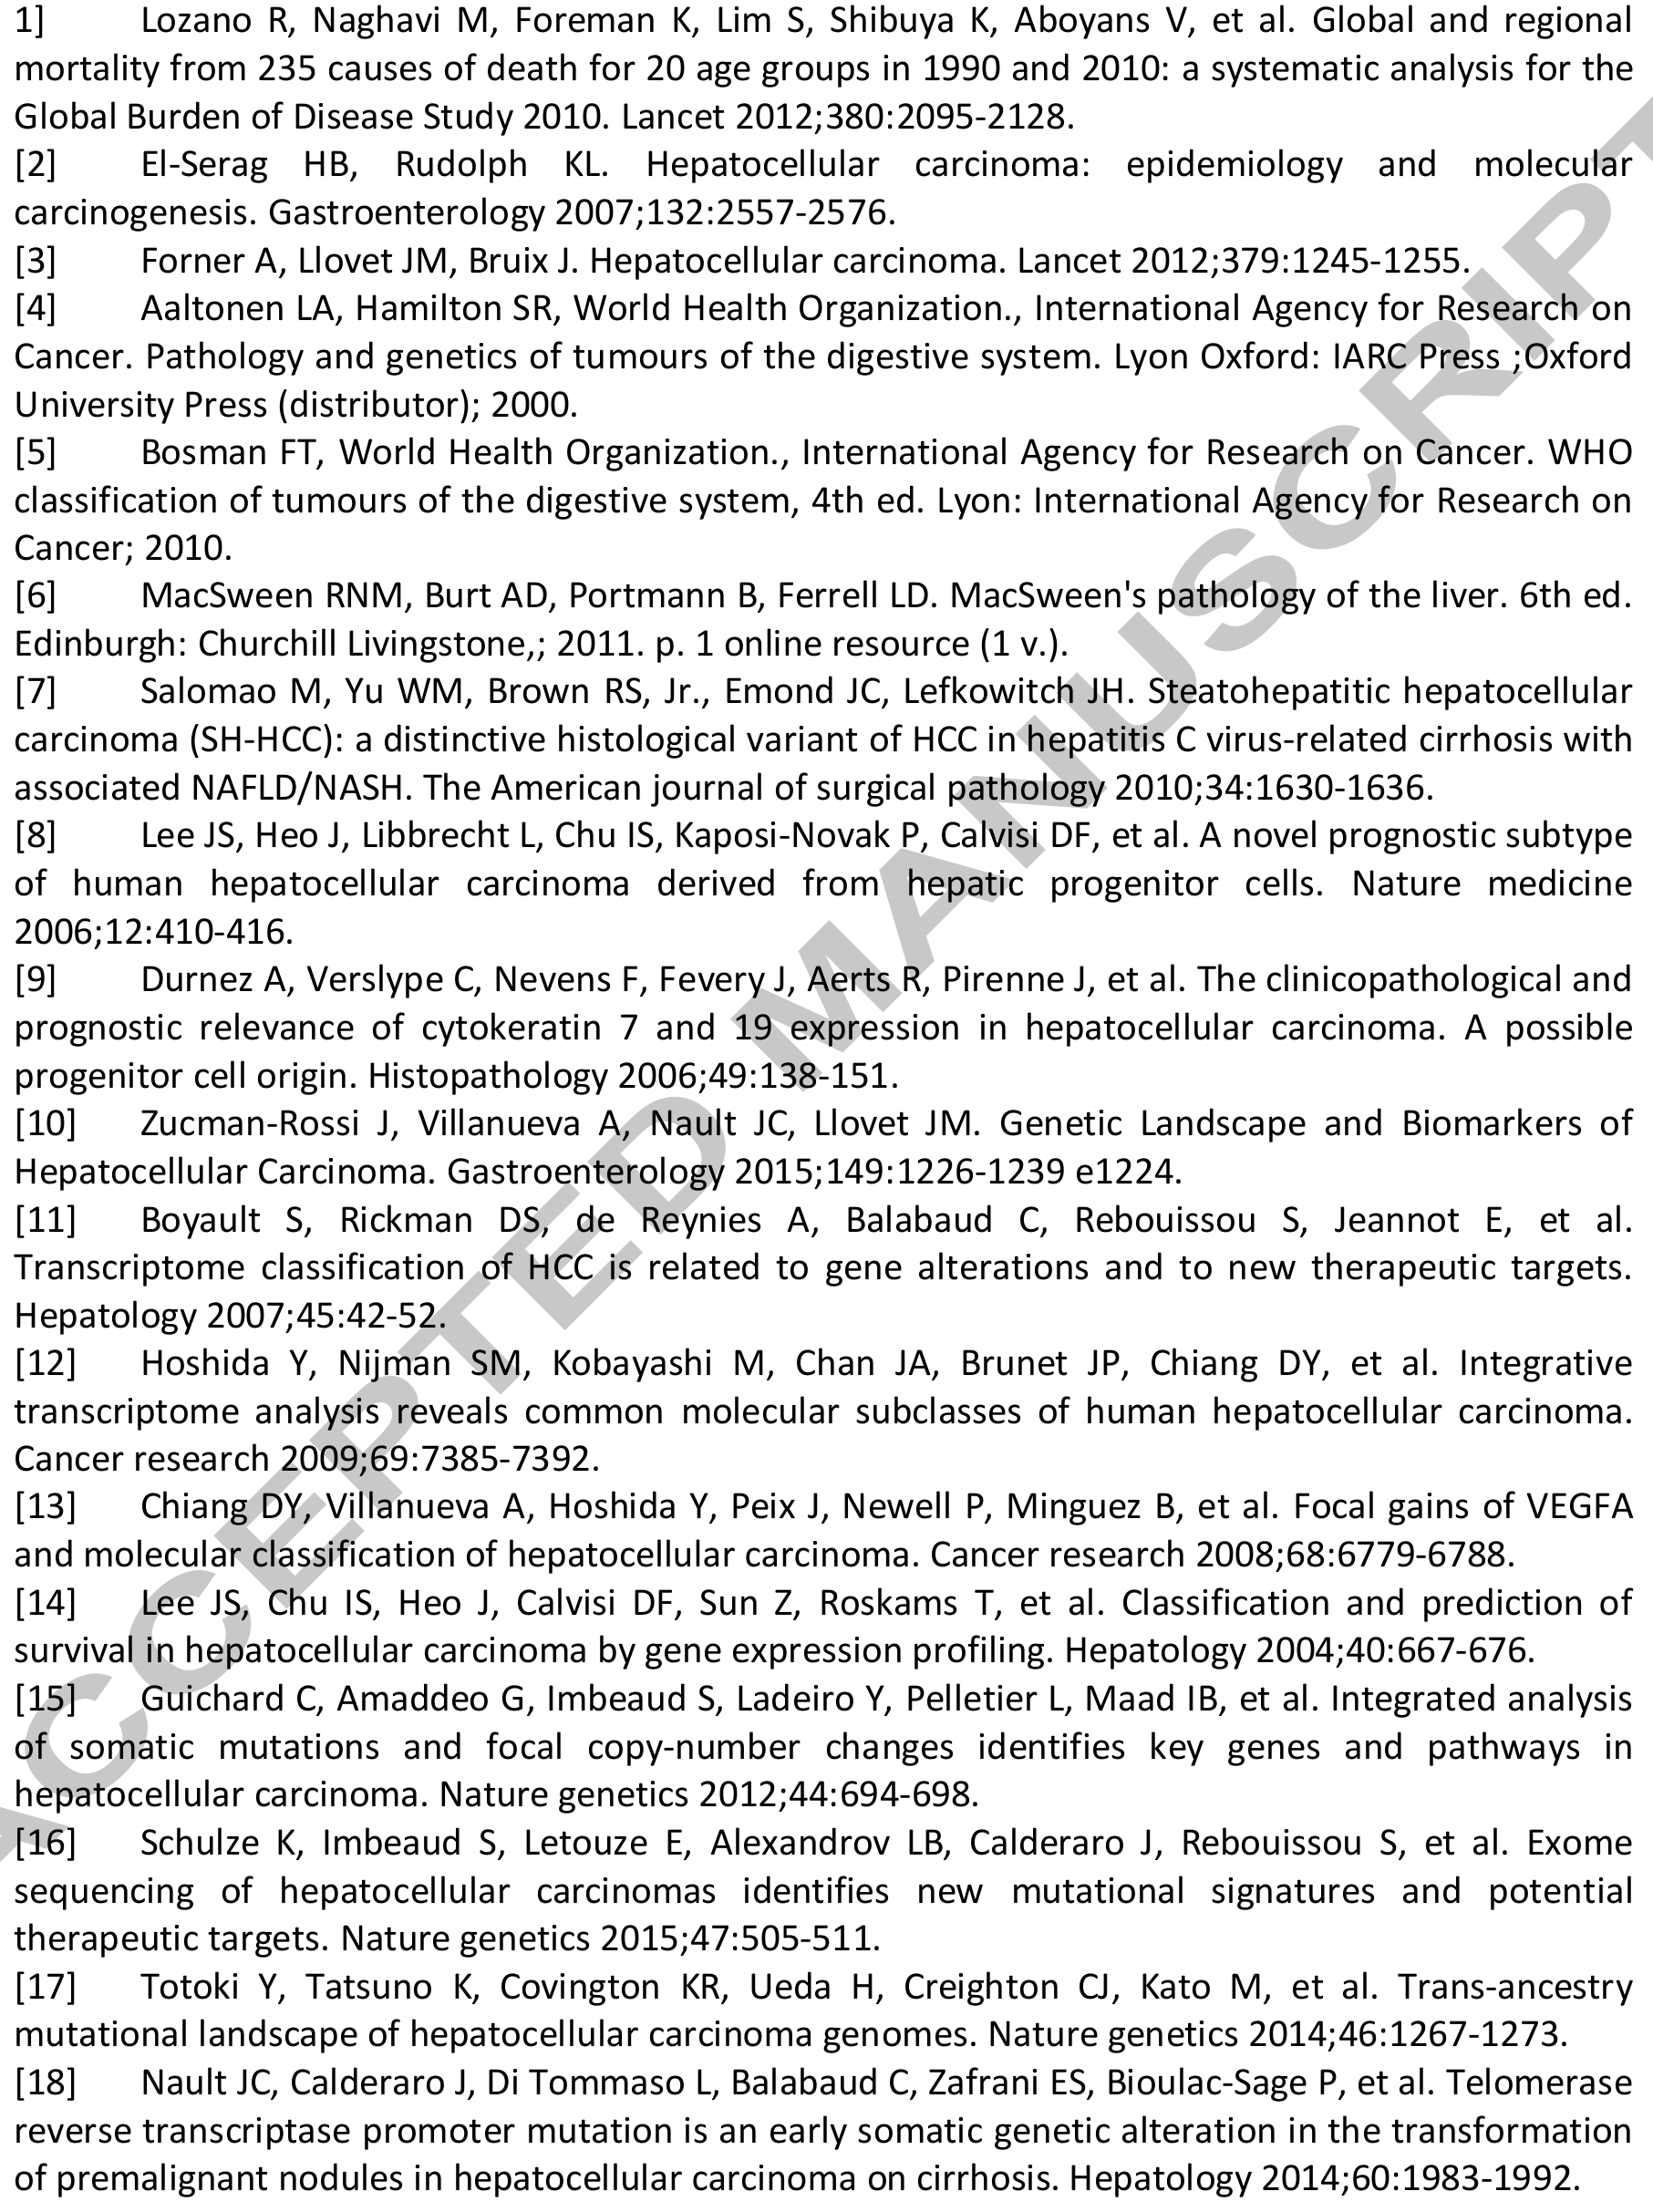 1] Lozano R, Naghavi M, Foreman K, Lim S, Shibuya K, Aboyans V, et al. Global and regional
mortality from 235 causes of death for 20 age groups in 1990 and 2010: a systematic analysis for the
Global Burden of Disease Study 2010. Lancet 2012;380:2095-2128.
[2] El-Serag HB, Rudolph KL. Hepatocellular carcinoma: epidemiology and molecular
carcinogenesis. Gastroenterology 2007;132:2557-2576.
[3] Forner A, Llovet JM, Bruix J. Hepatocellular carcinoma. Lancet 2012;379:1245-1255.
[4] Aaltonen LA, Hamilton SR, World Health Organization., International Agency for Research on
Cancer. Pathology and genetics of tumours of the digestive system. Lyon Oxford: IARC Press ;Oxford
University Press (distributor); 2000.
[5] Bosman FT, World Health Organization., International Agency for Research on Cancer. WHO
classification of tumours of the digestive system, 4th ed. Lyon: International Agency for Research on
Cancer; 2010.
[6] MacSween RNM, Burt AD, Portmann B, Ferrell LD. MacSween's pathology of the liver. 6th ed.
Edinburgh: Churchill Livingstone,; 2011. p. 1 online resource (1 v.).
[7] Salomao M, Yu WM, Brown RS, Jr., Emond JC, Lefkowitch JH. Steatohepatitic hepatocellular
carcinoma (SH-HCC): a distinctive histological variant of HCC in hepatitis C virus-related cirrhosis with
associated NAFLD/NASH. The American journal of surgical pathology 2010;34:1630-1636.
[8] Lee JS, Heo J, Libbrecht L, Chu IS, Kaposi-Novak P, Calvisi DF, et al. A novel prognostic subtype
of human hepatocellular carcinoma derived from hepatic progenitor cells. Nature medicine
2006;12:410-416.
[9] Durnez A, Verslype C, Nevens F, Fevery J, Aerts R, Pirenne J, et al. The clinicopathological and
prognostic relevance of cytokeratin 7 and 19 expression in hepatocellular carcinoma. A possible
progenitor cell origin. Histopathology 2006;49:138-151.
[10] Zucman-Rossi J, Villanueva A, Nault JC, Llovet JM. Genetic Landscape and Biomarkers of
Hepatocellular Carcinoma. Gastroenterology 2015;149:1226-1239 e1224.
[11] Boyault S, Rickman DS, de Reynies A, Balabaud C, Rebouissou S, Jeannot E, et al.
Transcriptome classification of HCC is related to gene alterations and to new therapeutic targets.
Hepatology 2007;45:42-52.
[12] Hoshida Y, Nijman SM, Kobayashi M, Chan JA, Brunet JP, Chiang DY, et al. Integrative
transcriptome analysis reveals common molecular subclasses of human hepatocellular carcinoma.
Cancer research 2009;69:7385-7392.
[13] Chiang DY, Villanueva A, Hoshida Y, Peix J, Newell P, Minguez B, et al. Focal gains of VEGFA
and molecular classification of hepatocellular carcinoma. Cancer research 2008;68:6779-6788.
[14] Lee JS, Chu IS, Heo J, Calvisi DF, Sun Z, Roskams T, et al. Classification and prediction of
survival in hepatocellular carcinoma by gene expression profiling. Hepatology 2004;40:667-676.
[15] Guichard C, Amaddeo G, Imbeaud S, Ladeiro Y, Pelletier L, Maad IB, et al. Integrated analysis
of somatic mutations and focal copy-number changes identifies key genes and pathways in
hepatocellular carcinoma. Nature genetics 2012;44:694-698.
[16] Schulze K, Imbeaud S, Letouze E, Alexandrov LB, Calderaro J, Rebouissou S, et al. Exome
sequencing of hepatocellular carcinomas identifies new mutational signatures and potential
therapeutic targets. Nature genetics 2015;47:505-511.
[17] Totoki Y, Tatsuno K, Covington KR, Ueda H, Creighton CJ, Kato M, et al. Trans-ancestry
mutational landscape of hepatocellular carcinoma genomes. Nature genetics 2014;46:1267-1273.
[18] Nault JC, Calderaro J, Di Tommaso L, Balabaud C, Zafrani ES, Bioulac-Sage P, et al. Telomerase
reverse transcriptase promoter mutation is an early somatic genetic alteration in the transformation
of premalignant nodules in hepatocellular carcinoma on cirrhosis. Hepatology 2014;60:1983-1992.
ACCEPTED MANUSCRIPT